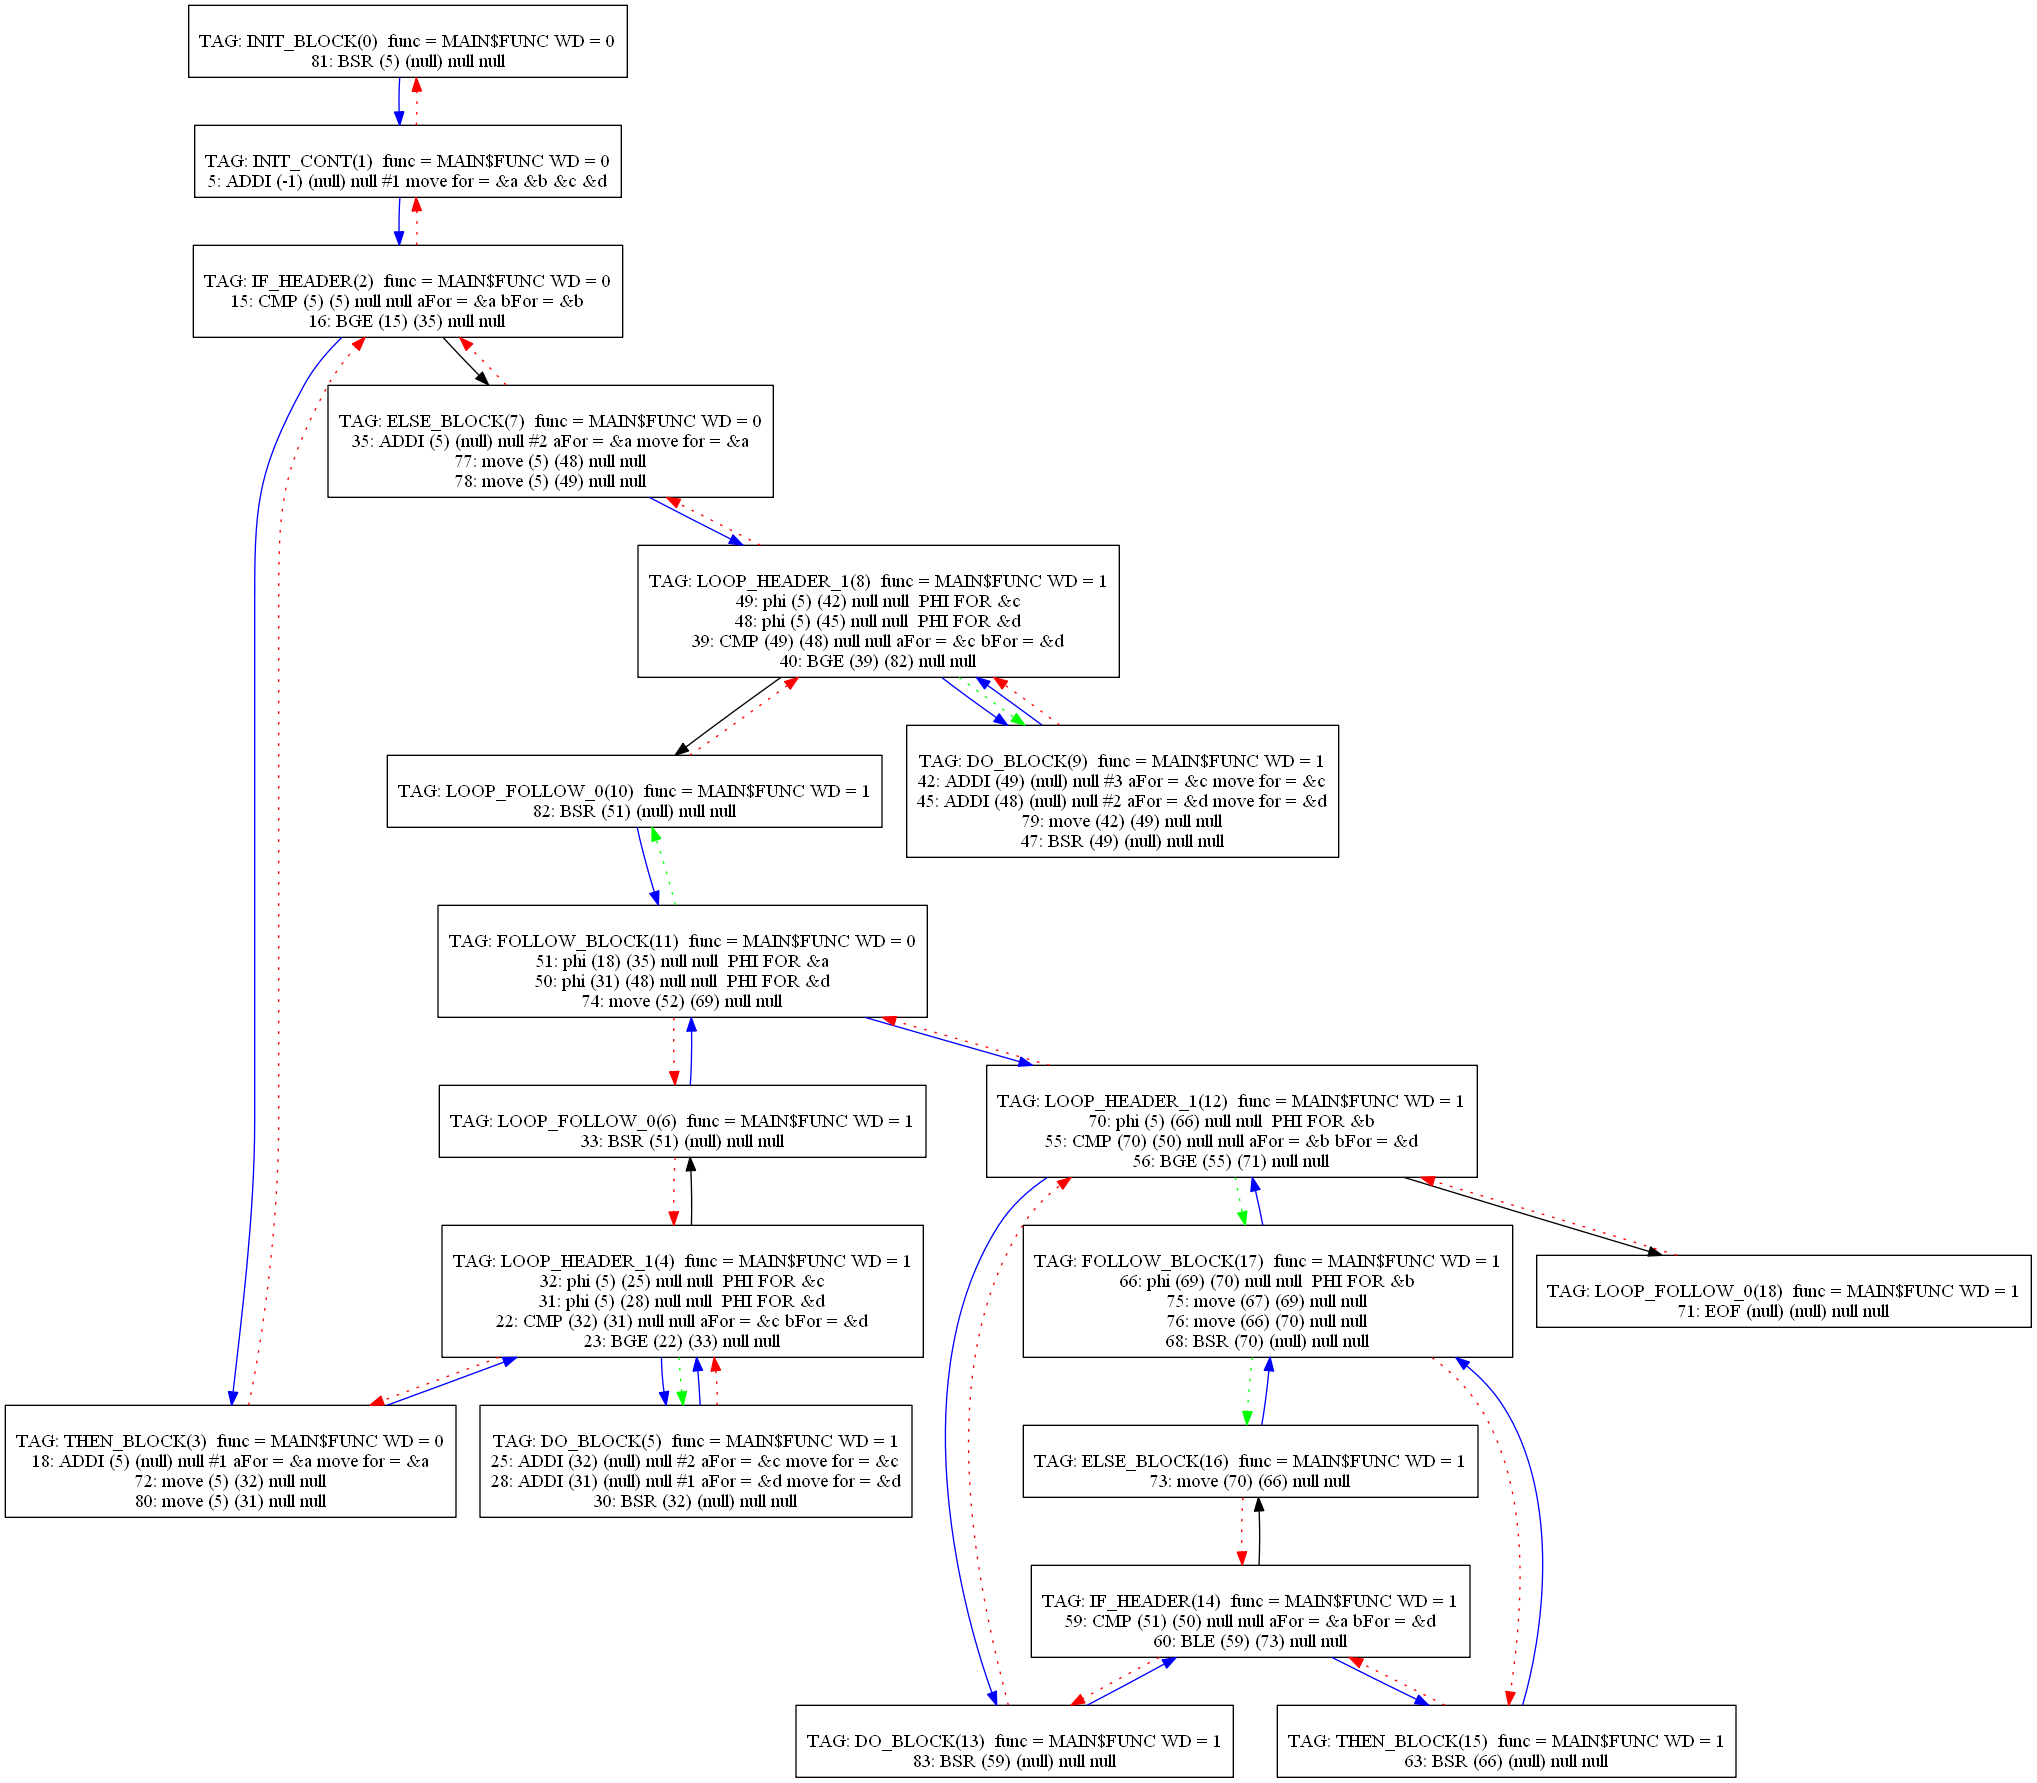 TAG: INIT_BLOCK(0) func = MAIN$FUNC WD = 0
81: BSR (5) (null) null null
TAG: INIT_CONT(1) func = MAIN$FUNC WD = 0
5: ADDI (-1) (null) null #1 move for = &a &b &c &d
TAG: IF_HEADER(2) func = MAIN$FUNC WD = 0
15: CMP (5) (5) null null aFor = &a bFor = &b
16: BGE (15) (35) null null
TAG: ELSE_BLOCK(7) func = MAIN$FUNC WD = 0
35: ADDI (5) (null) null #2 aFor = &a move for = &a
77: move (5) (48) null null
78: move (5) (49) null null
TAG: LOOP_HEADER_1(8) func = MAIN$FUNC WD = 1
49: phi (5) (42) null null PHI FOR &c
48: phi (5) (45) null null PHI FOR &d
39: CMP (49) (48) null null aFor = &c bFor = &d
40: BGE (39) (82) null null
TAG: DO_BLOCK(9) func = MAIN$FUNC WD = 1
42: ADDI (49) (null) null #3 aFor = &c move for = &c
45: ADDI (48) (null) null #2 aFor = &d move for = &d
79: move (42) (49) null null
47: BSR (49) (null) null null
TAG: LOOP_FOLLOW_0(10) func = MAIN$FUNC WD = 1
82: BSR (51) (null) null null
TAG: FOLLOW_BLOCK(11) func = MAIN$FUNC WD = 0
51: phi (18) (35) null null PHI FOR &a
50: phi (31) (48) null null PHI FOR &d
74: move (52) (69) null null
TAG: LOOP_FOLLOW_0(6) func = MAIN$FUNC WD = 1
33: BSR (51) (null) null null
TAG: LOOP_HEADER_1(12) func = MAIN$FUNC WD = 1
70: phi (5) (66) null null PHI FOR &b
55: CMP (70) (50) null null aFor = &b bFor = &d
56: BGE (55) (71) null null
TAG: LOOP_HEADER_1(4) func = MAIN$FUNC WD = 1
32: phi (5) (25) null null PHI FOR &c
31: phi (5) (28) null null PHI FOR &d
22: CMP (32) (31) null null aFor = &c bFor = &d
23: BGE (22) (33) null null
TAG: FOLLOW_BLOCK(17) func = MAIN$FUNC WD = 1
66: phi (69) (70) null null PHI FOR &b
75: move (67) (69) null null
76: move (66) (70) null null
68: BSR (70) (null) null null
TAG: LOOP_FOLLOW_0(18) func = MAIN$FUNC WD = 1
71: EOF (null) (null) null null
TAG: THEN_BLOCK(3) func = MAIN$FUNC WD = 0
18: ADDI (5) (null) null #1 aFor = &a move for = &a
72: move (5) (32) null null
80: move (5) (31) null null
TAG: DO_BLOCK(5) func = MAIN$FUNC WD = 1
25: ADDI (32) (null) null #2 aFor = &c move for = &c
28: ADDI (31) (null) null #1 aFor = &d move for = &d
30: BSR (32) (null) null null
TAG: ELSE_BLOCK(16) func = MAIN$FUNC WD = 1
73: move (70) (66) null null
TAG: IF_HEADER(14) func = MAIN$FUNC WD = 1
59: CMP (51) (50) null null aFor = &a bFor = &d
60: BLE (59) (73) null null
TAG: DO_BLOCK(13) func = MAIN$FUNC WD = 1
83: BSR (59) (null) null null
TAG: THEN_BLOCK(15) func = MAIN$FUNC WD = 1
63: BSR (66) (null) null null